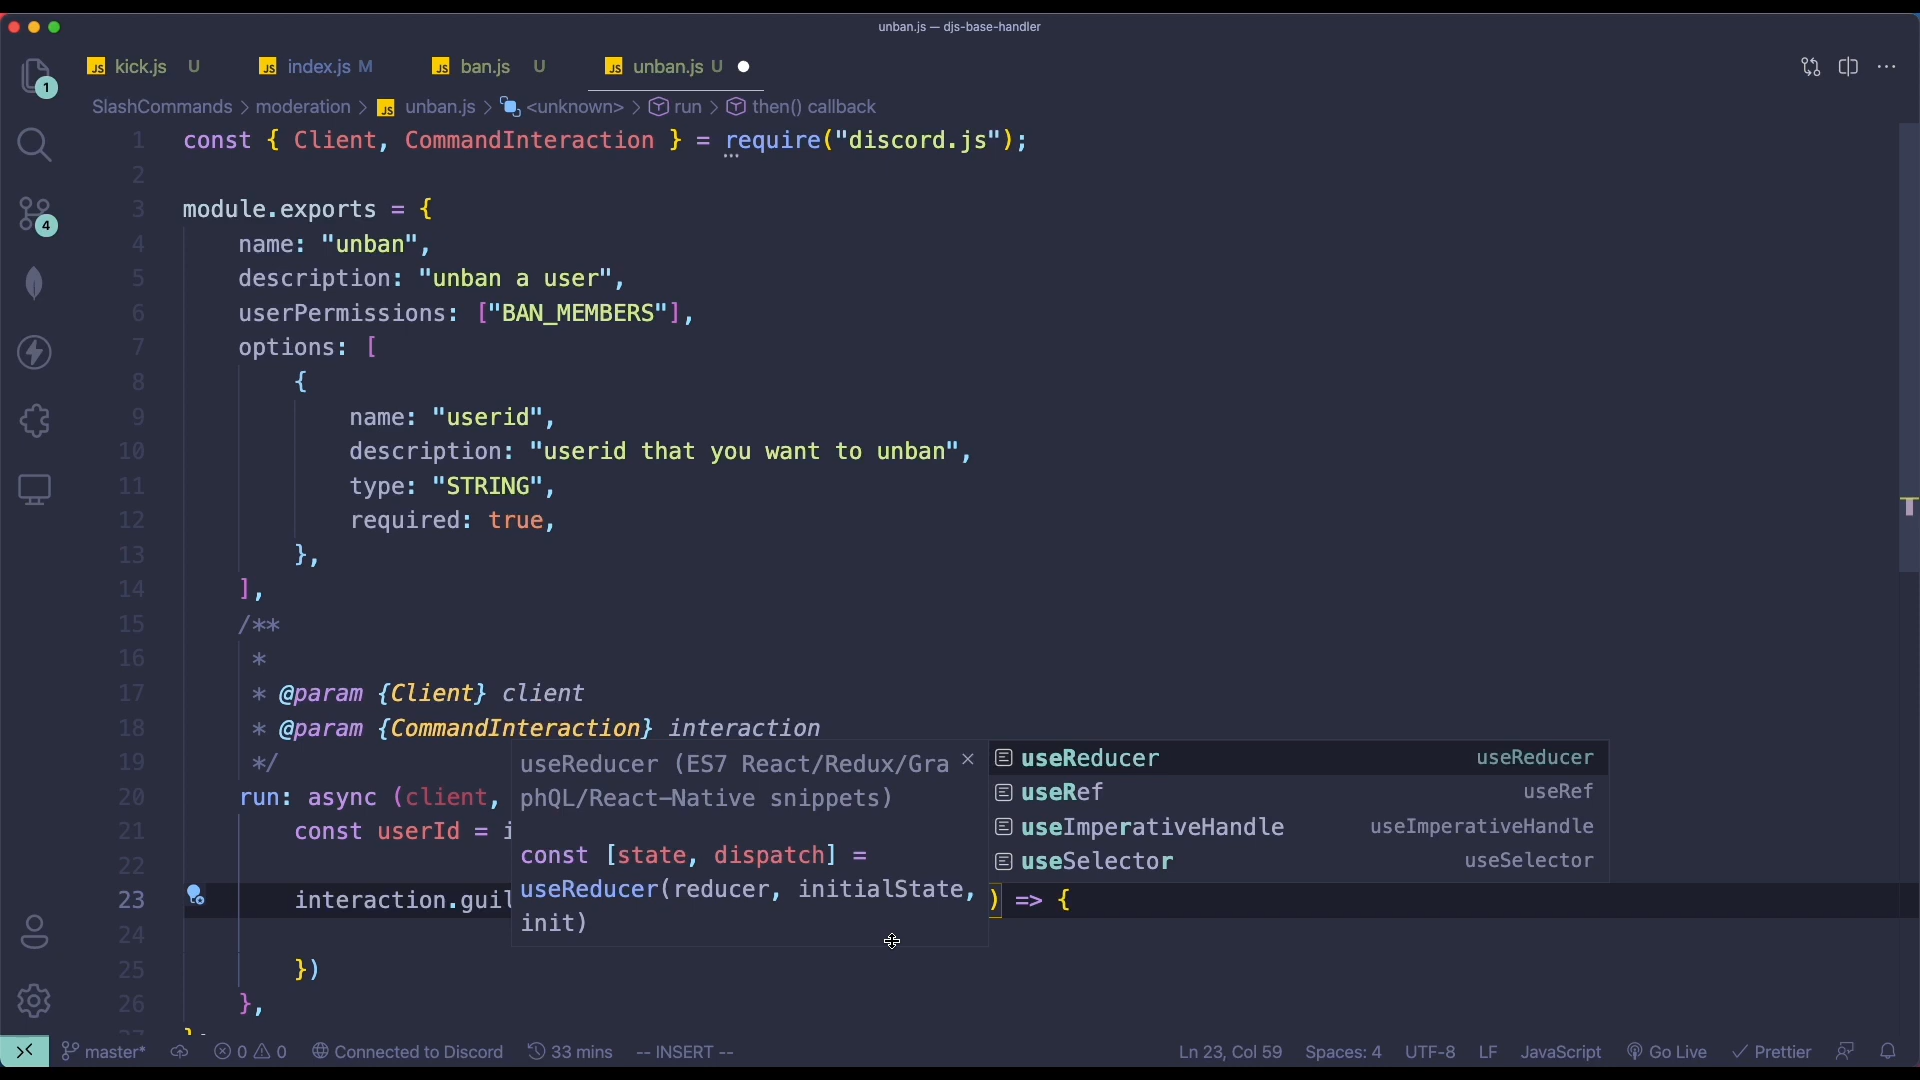 unban.js — djs-base-handler
JS kick.js U JS index.js M JS ban.js U JS unban.js U
SlashCommands > moderation > JS unban.js > <unknown> > run > then() callback
1 const { Client, CommandInteraction } = require("discord.js");
2
3 module.exports = {
4 name: "unban",
5 description: "unban a user",
6 userPermissions: ["BAN_MEMBERS"],
7 options: [
8 {
9 name: "userid",
10 description: "userid that you want to unban",
11 type: "STRING",
12 required: true,
13 },
14 ],
15 /**
16 *
17 * @param {Client} client
18 * @param {CommandInteraction} interaction
19 */
20 run: async (client,
21 const userId = i
22
23 interaction.guil ) => {
24
25 })
26 },
useReducer (ES7 React/Redux/Gra
phQL/React-Native snippets)
const [state, dispatch] =
useReducer(reducer, initialState,
init)
useReducer useReducer
useRef useRef
useImperativeHandle useImperativeHandle
useSelector useSelector
1
4
master* 0 0 Connected to Discord 33 mins -- INSERT -- Ln 23, Col 59 Spaces: 4 UTF-8 LF JavaScript Go Live Prettier